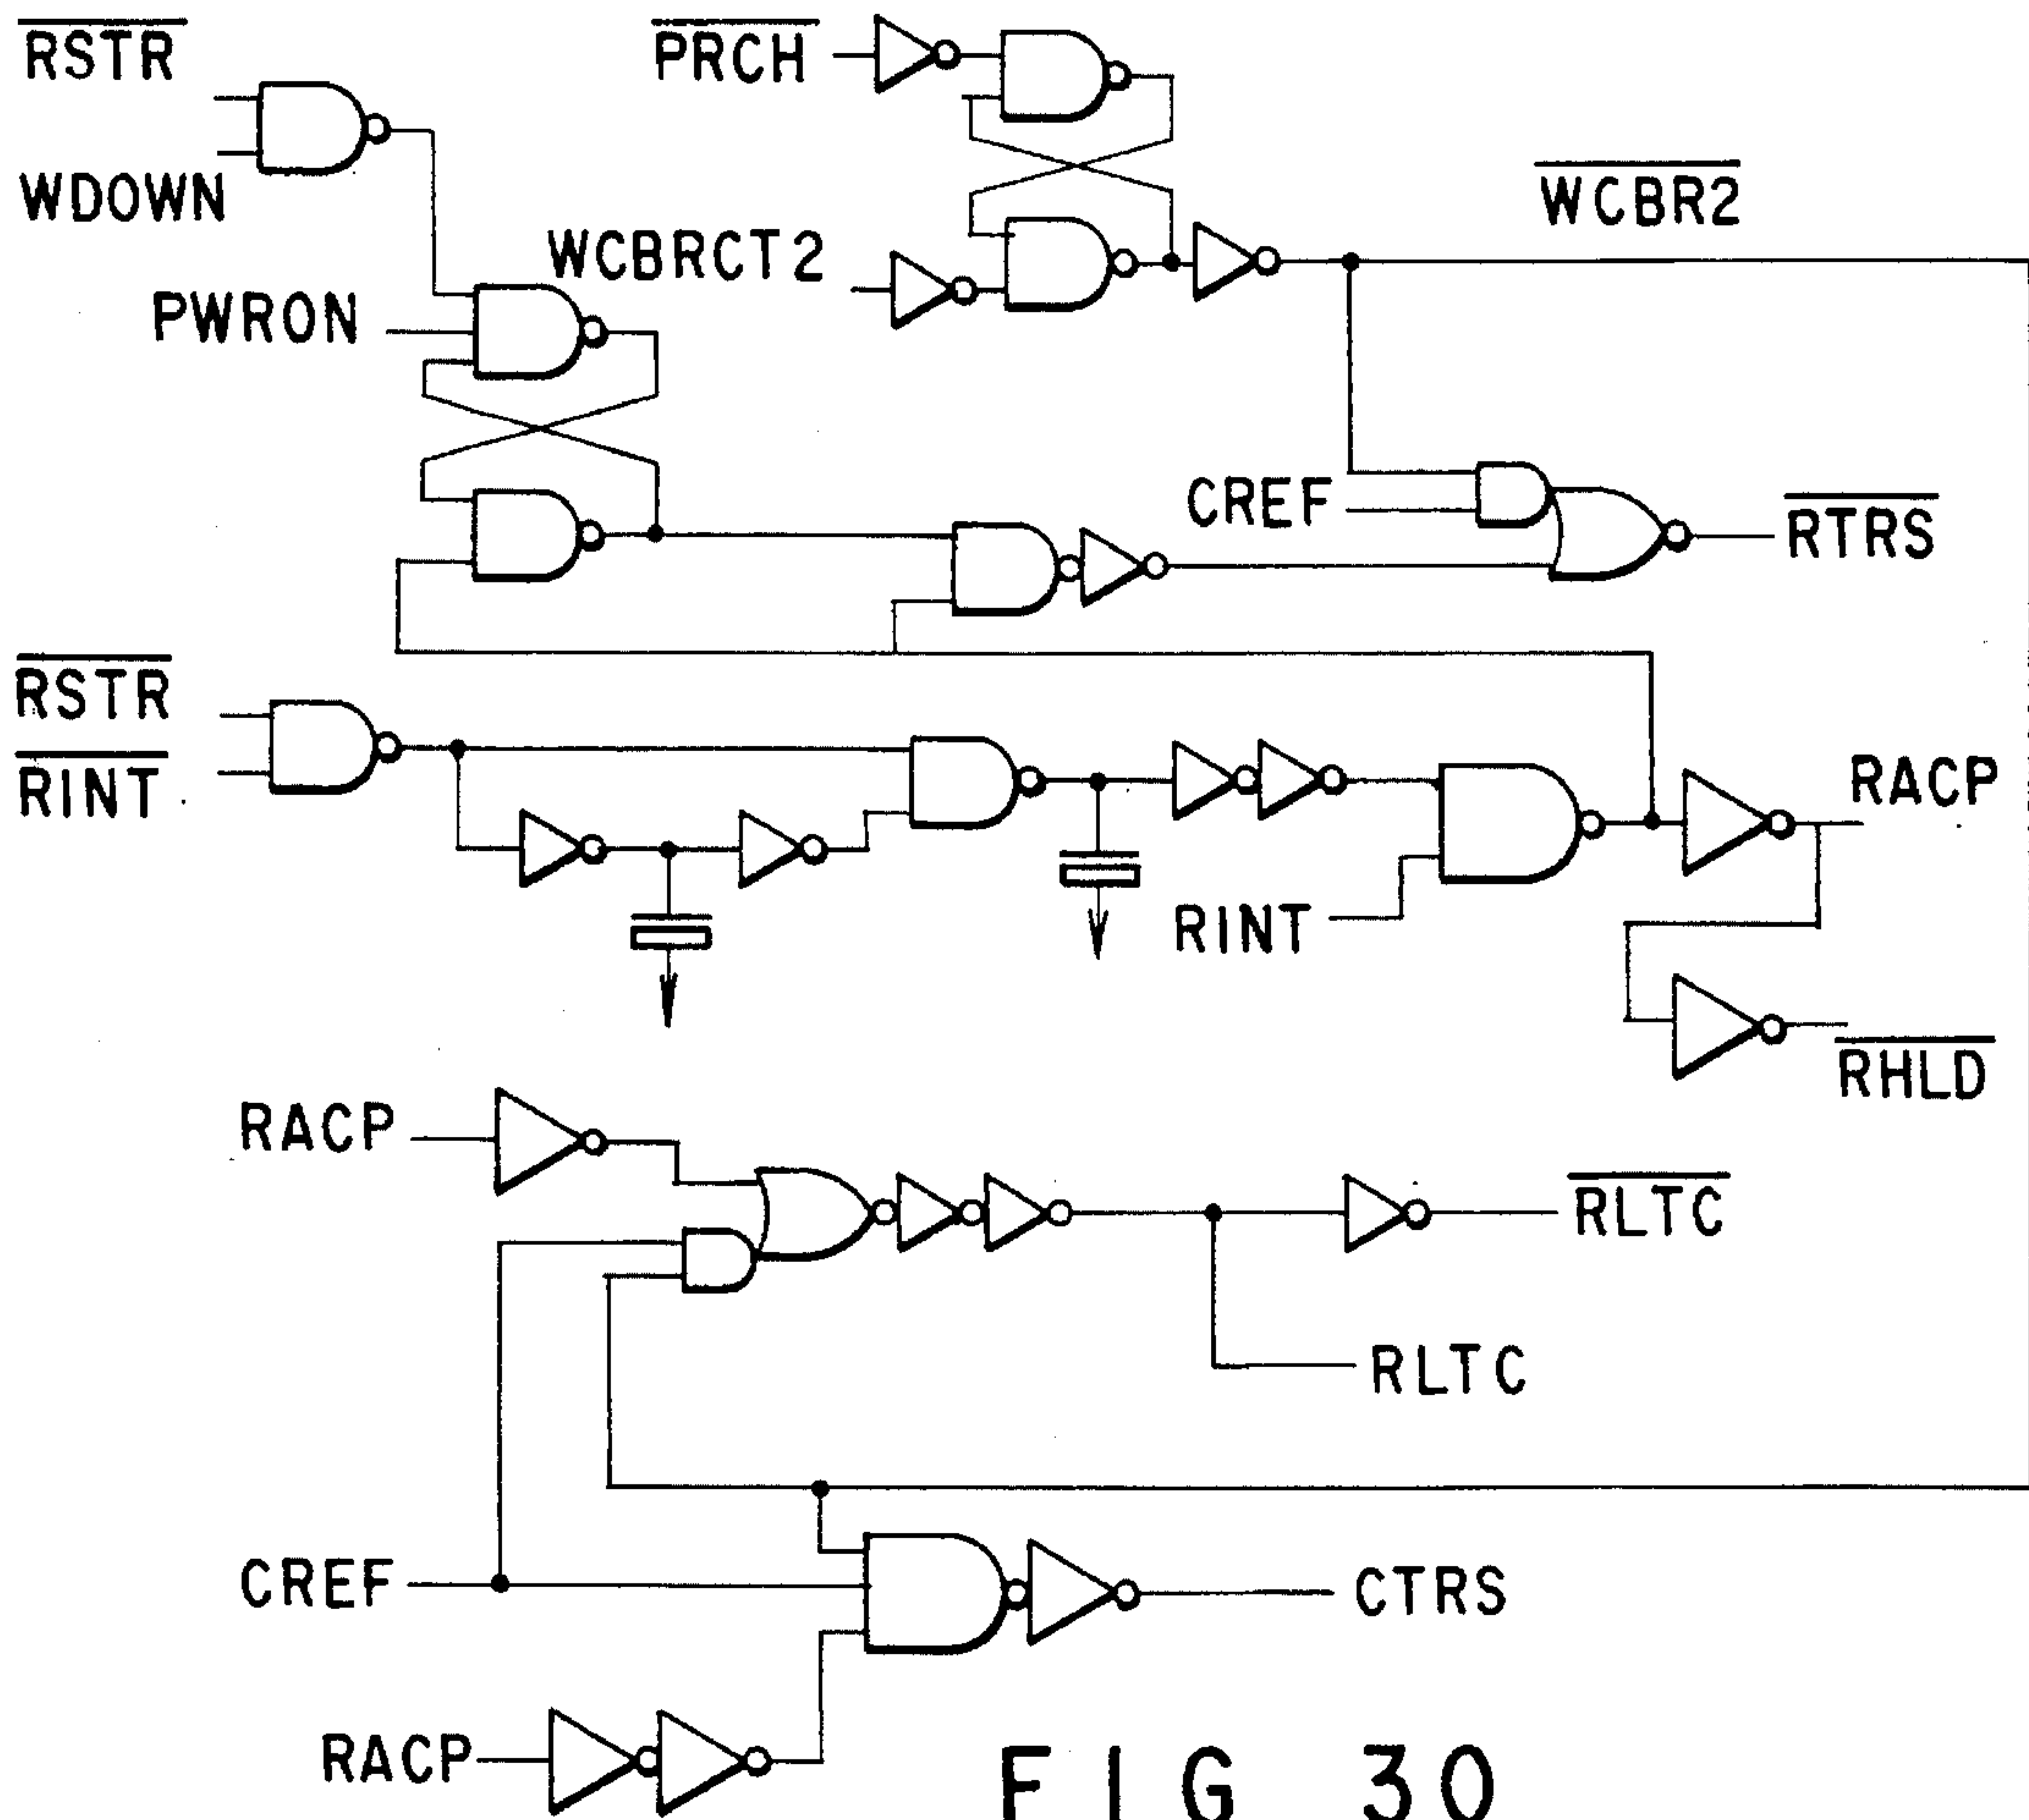 RSTR
PRCH
WDOWN
WCBR2
WCBRCT2
PWRON
CREF
RTRS
RSTR
RINT
RACP
RINT
RHLD
RACP
RLTC
RLTC
CREF
CTRS
RACP
FIG 30